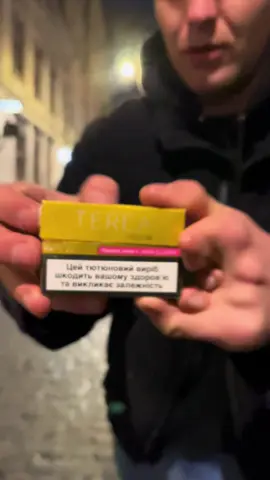 TEREA
Цей тютюновий виріб
шкодить вашому здоров'ю
та викликає залежність